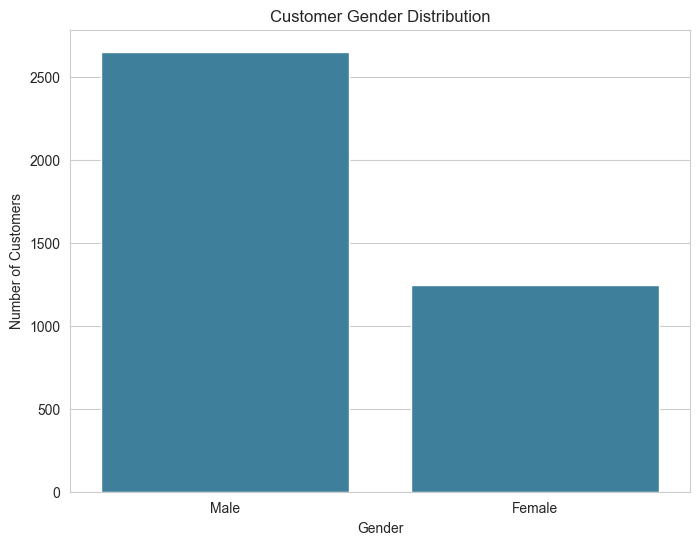 Customer Gender Distribution
Number of Customers
2500
2000
1500
1000
500
0
Male
Female
Gender